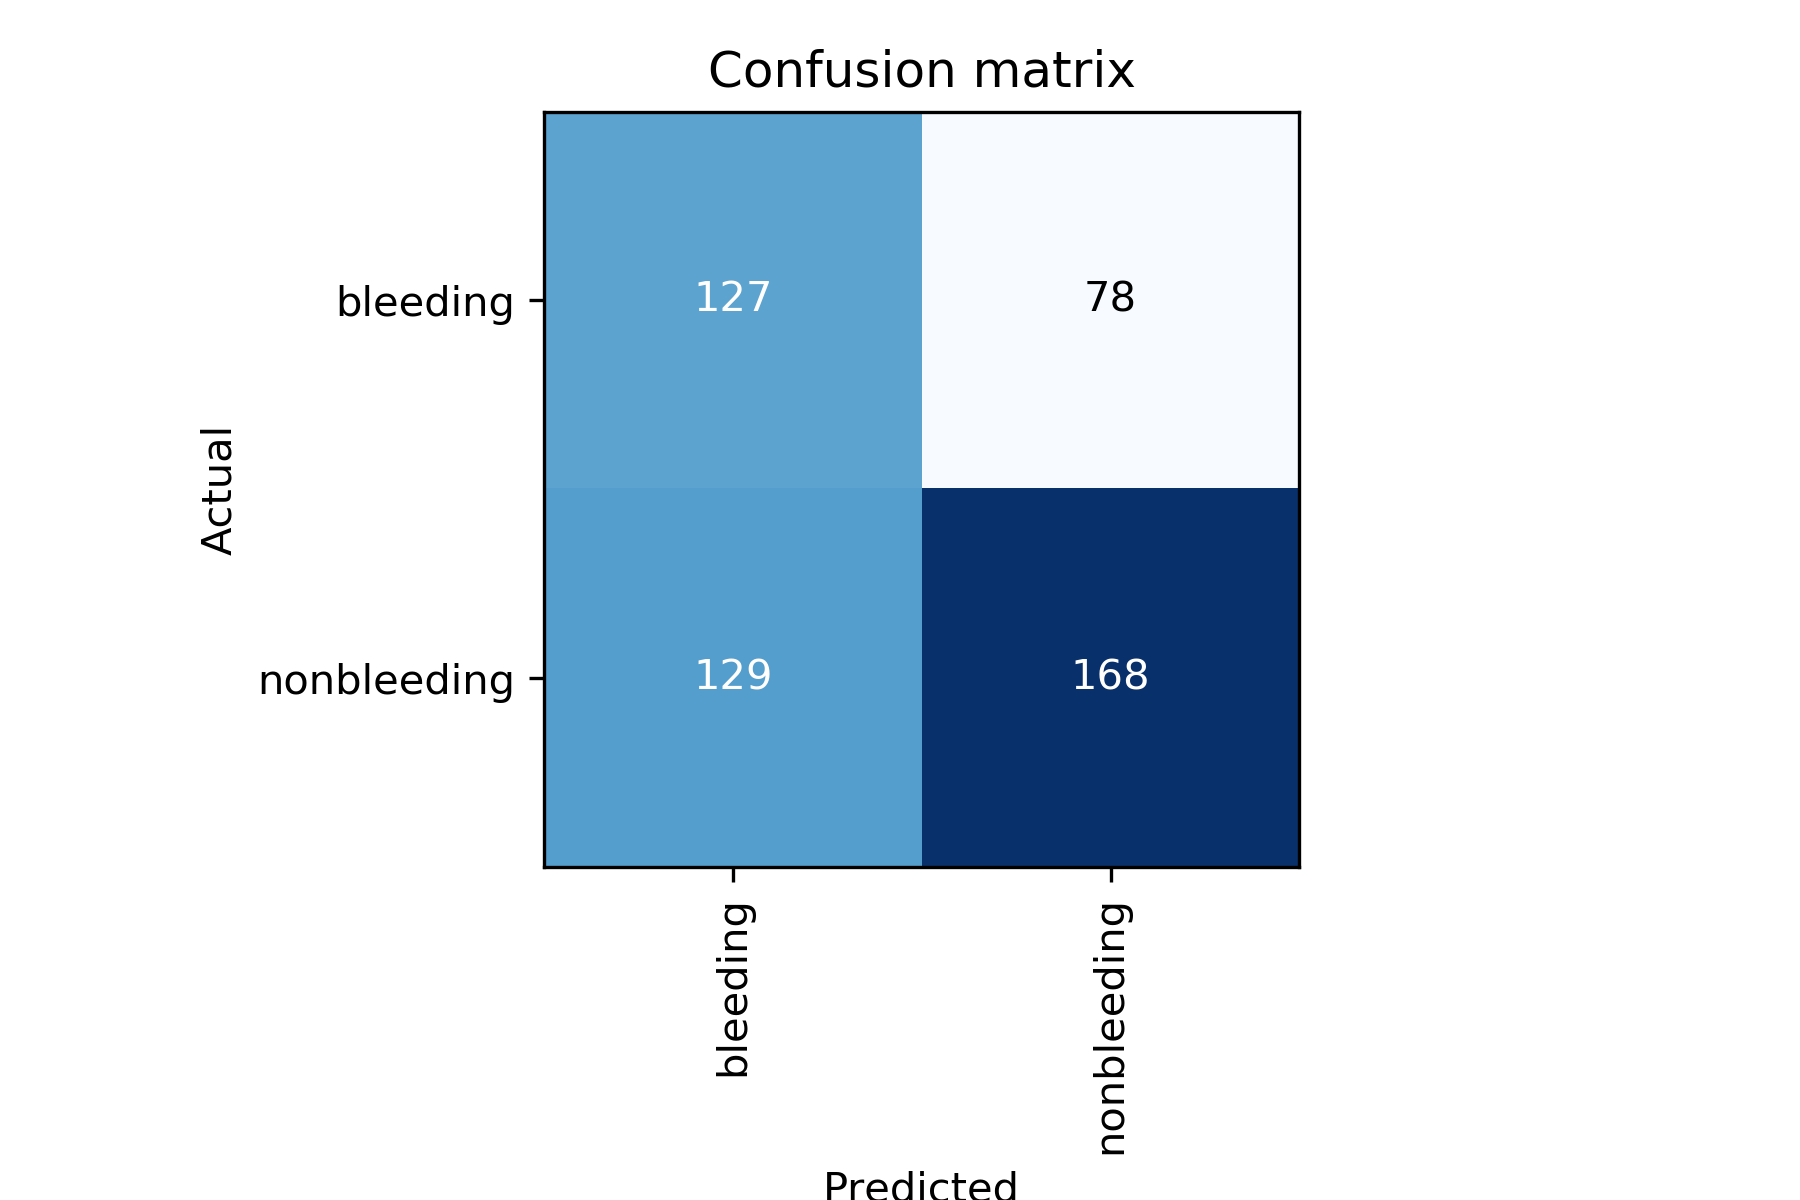 Confusion matrix
Actual
bleeding
127
78
nonbleeding
129
168
bleeding
nonbleeding
Predicted